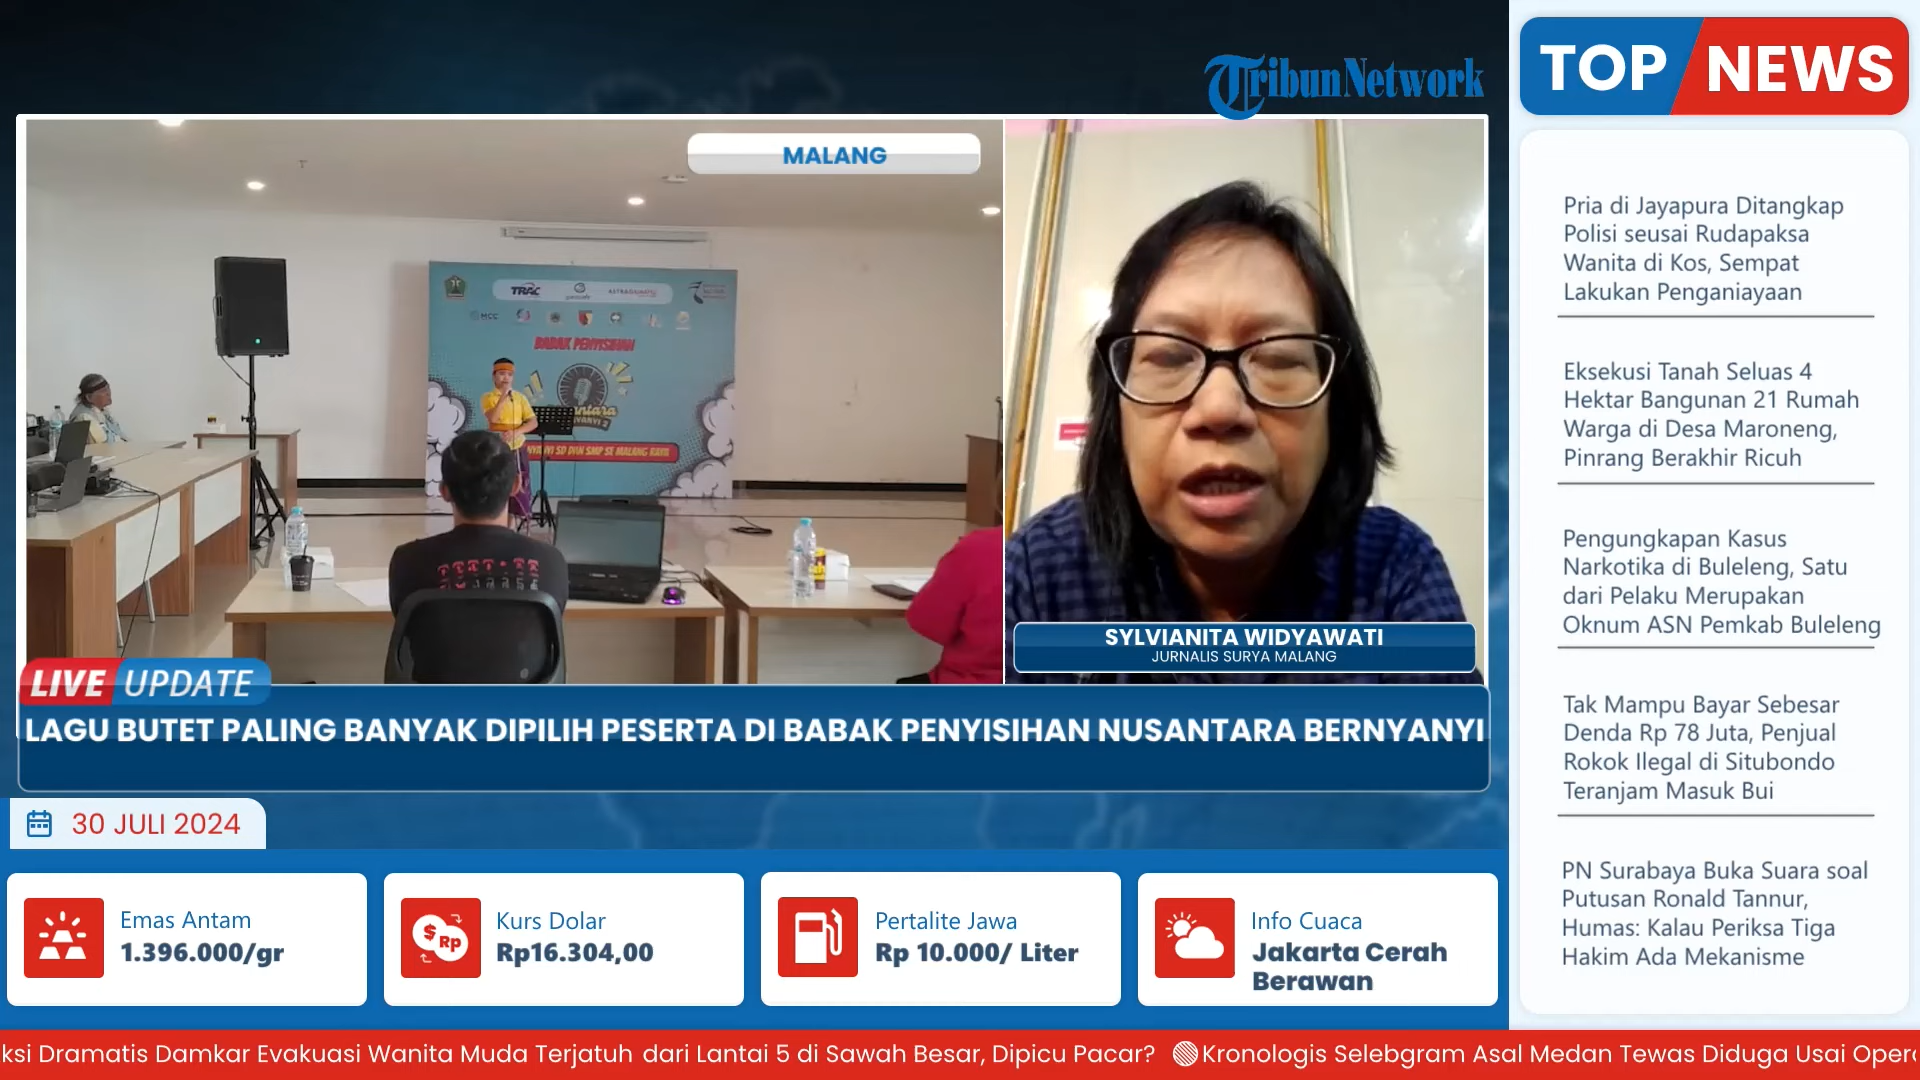 TribunNetwork
TOP NEWS
MALANG
TRAC
MCC
BABAK PENYISIHAN
SYLVIANITA WIDYAWATI
JURNALIS SURYA MALANG
LIVE UPDATE
LAGU BUTET PALING BANYAK DIPILIH PESERTA DI BABAK PENYISIHAN NUSANTARA BERNYANYI
30 JULI 2024
Emas Antam
1.396.000/gr
Kurs Dolar
Rp16.304,00
Pertalite Jawa
Rp 10.000/ Liter
Info Cuaca
Jakarta Cerah
Berawan
Pria di Jayapura Ditangkap
Polisi seusai Rudapaksa
Wanita di Kos, Sempat
Lakukan Penganiayaan
Eksekusi Tanah Seluas 4
Hektar Bangunan 21 Rumah
Warga di Desa Maroneng,
Pinrang Berakhir Ricuh
Pengungkapan Kasus
Narkotika di Buleleng, Satu
dari Pelaku Merupakan
Oknum ASN Pemkab Buleleng
Tak Mampu Bayar Sebesar
Denda Rp 78 Juta, Penjual
Rokok Ilegal di Situbondo
Teranjam Masuk Bui
PN Surabaya Buka Suara soal
Putusan Ronald Tannur,
Humas: Kalau Periksa Tiga
Hakim Ada Mekanisme
ksi Dramatis Damkar Evakuasi Wanita Muda Terjatuh dari Lantai 5 di Sawah Besar, Dipicu Pacar? Kronologis Selebgram Asal Medan Tewas Diduga Usai Oper